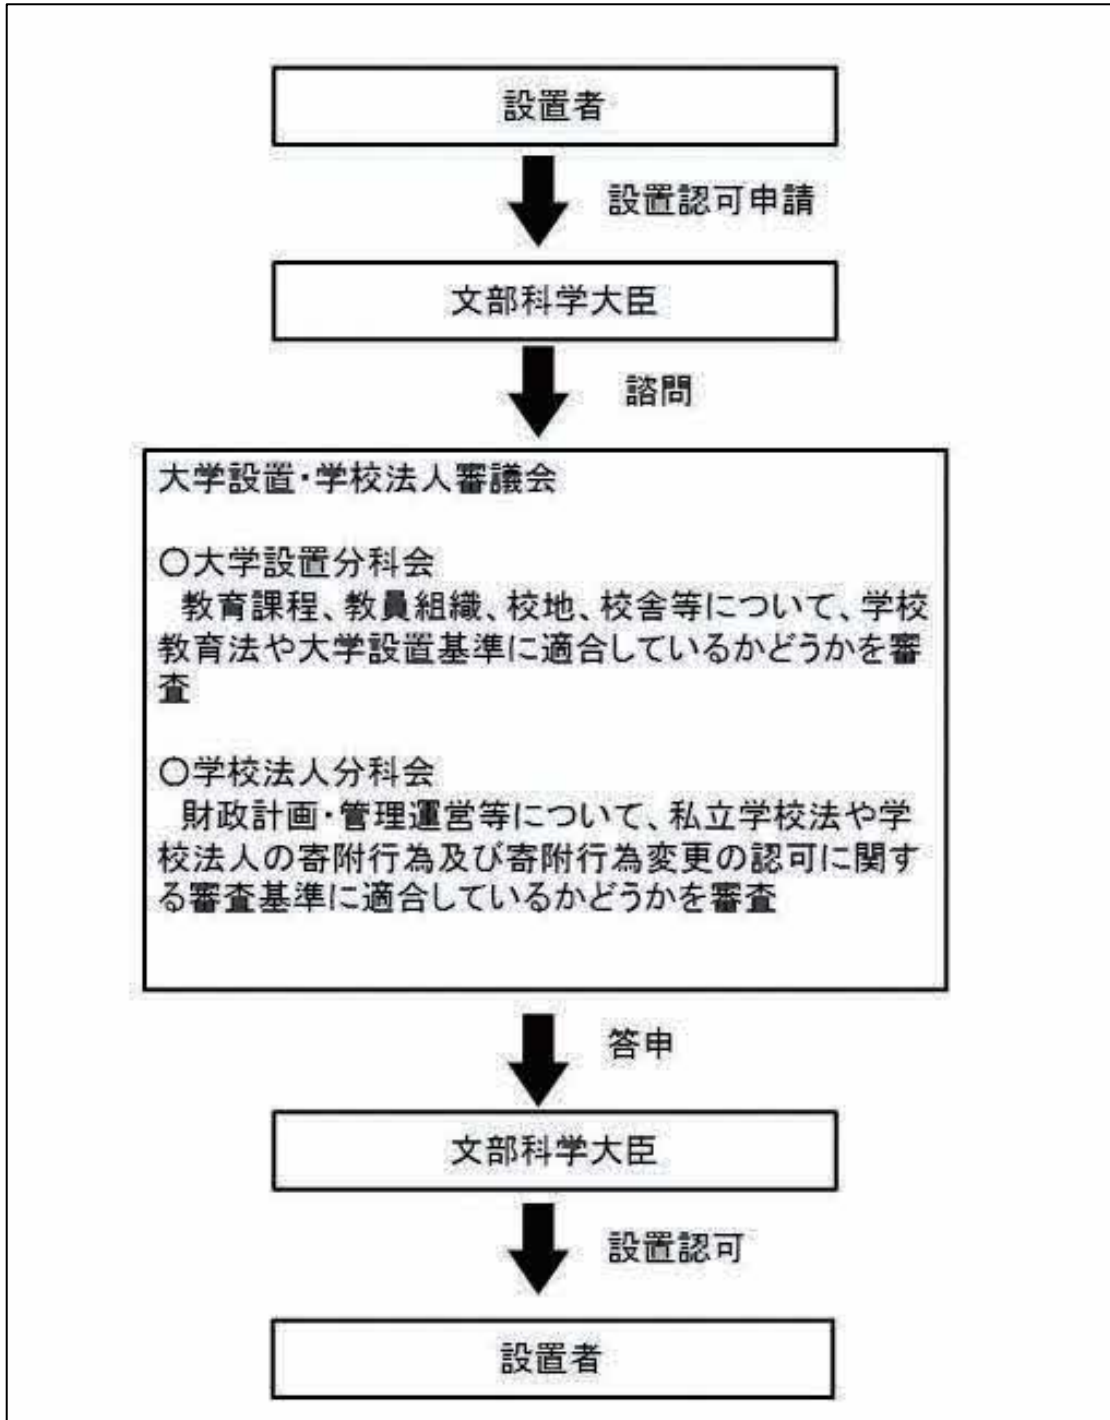 設置者
設置認可申請
文部科学大臣
諮問
大学設置・学校法人審議会
○大学設置分科会
教育課程、教員組織、校地、校舎等について、学校
教育法や大学設置基準に適合しているかどうかを審
査
○学校法人分科会
財政計画・管理運営等について、私立学校法や学
校法人の寄附行為及び寄附行為変更の認可に関す
る審査基準に適合しているかどうかを審査
答申
文部科学大臣
設置認可
設置者